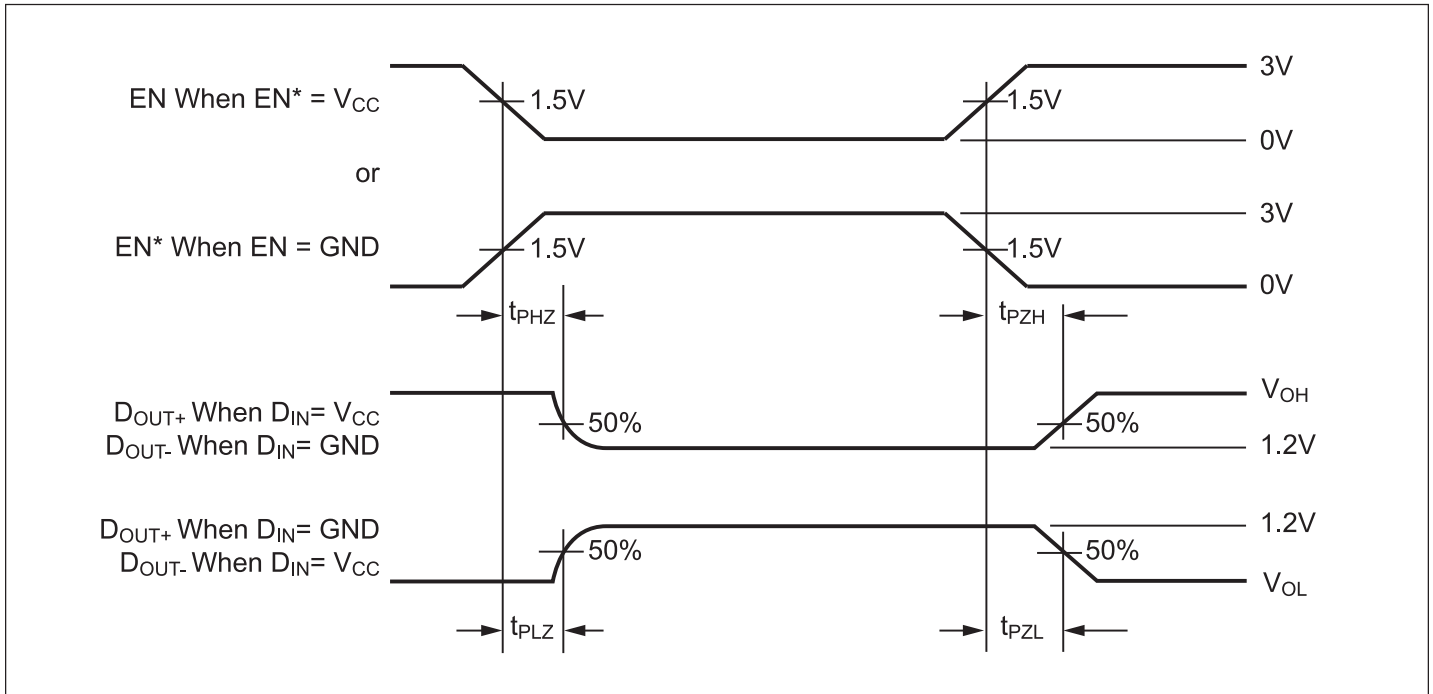 EN When EN* = VCC
1.5V
1.5V
3V
0V
or
EN* When EN = GND
1.5V
1.5V
3V
0V
tPHZ
tPZH
DOUT+ When DIN= VCC
DOUT- When DIN= GND
50%
50%
VOH
1.2V
DOUT+ When DIN= GND
DOUT- When DIN= VCC
50%
50%
1.2V
VOL
tPLZ
tPZL